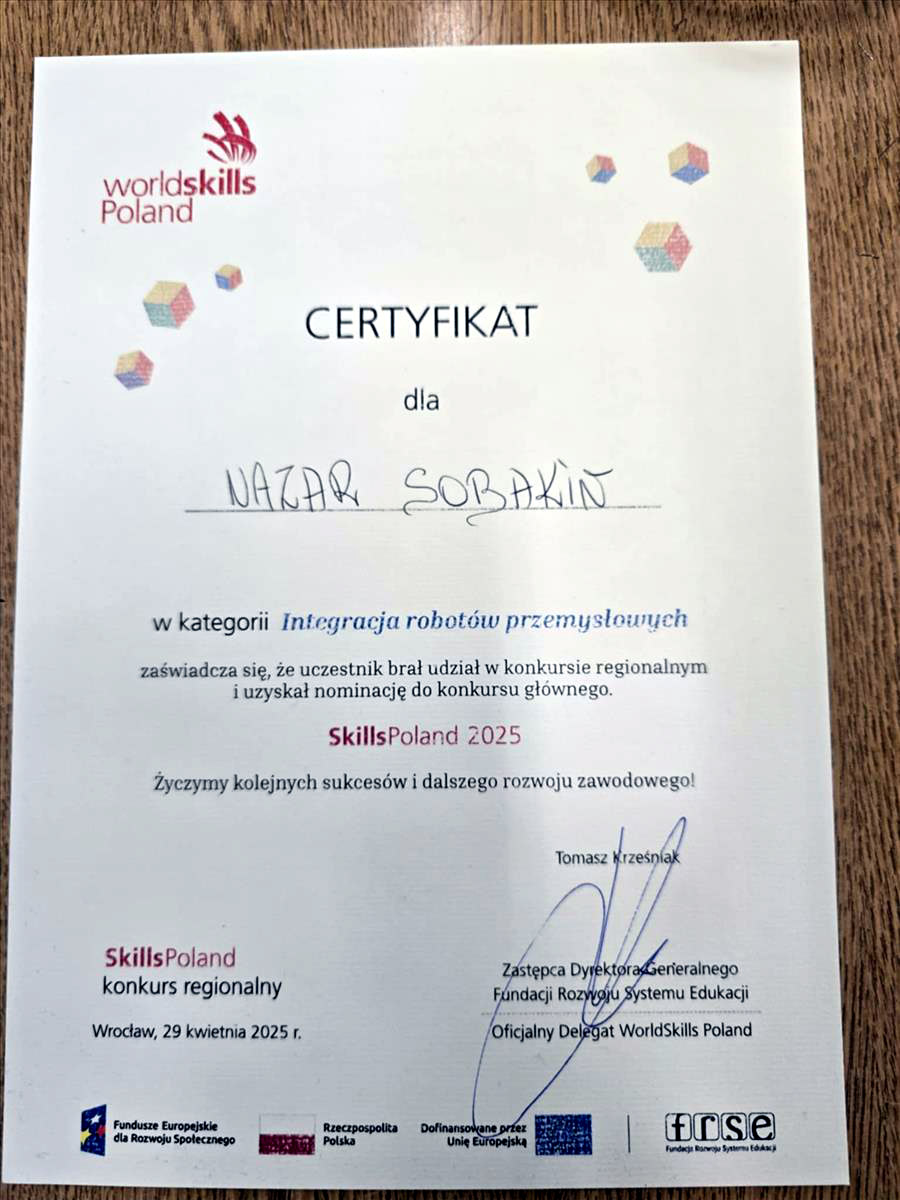 worldskills
Poland
CERTYFIKAT
dla
NAZAR SOBAKIN
w kategorii Integracja robotów przemysłowych
zaświadcza się, że uczestnik brał udział w konkursie regionalnym
i uzyskał nominację do konkursu głównego.
SkillsPoland 2025
Życzymy kolejnych sukcesów i dalszego rozwoju zawodowego!
Tomasz Krześniak
SkillsPoland
konkurs regionalny
Wrocław, 29 kwietnia 2025 r.
Zastępca Dyrektora Generalnego
Fundacji Rozwoju Systemu Edukacji
Oficjalny Delegat WorldSkills Poland
Fundusze Europejskie
dla Rozwoju Społecznego
Rzeczpospolita
Polska
Dofinansowane przez
Unię Europejską
frse
Fundacja Rozwoju Systemu Edukacji